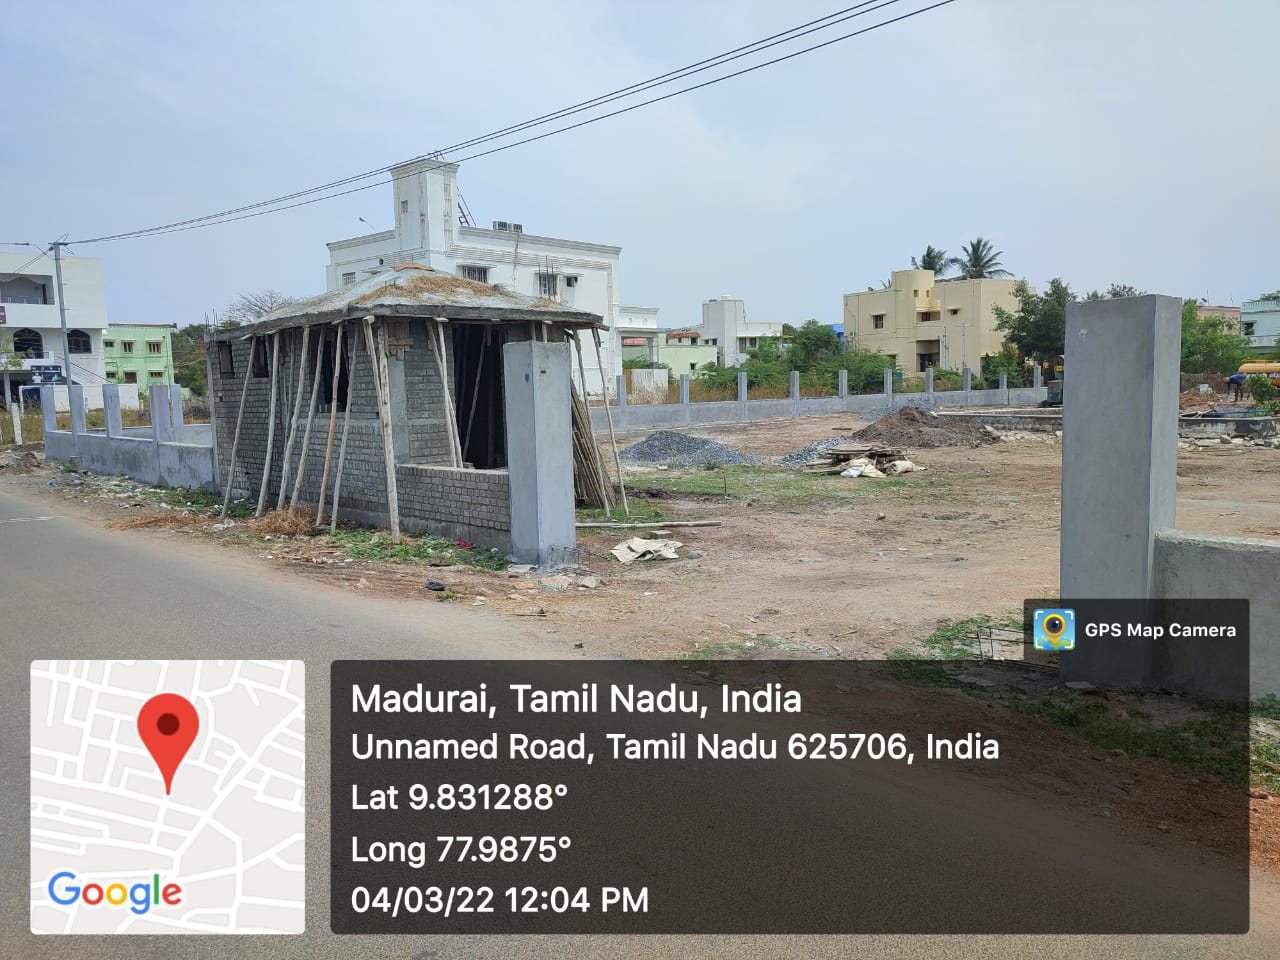 GPS Map Camera
Madurai, Tamil Nadu, India
Unnamed Road, Tamil Nadu 625706, India
Lat 9.831288°
Long 77.9875°
04/03/22 12:04 PM
Google